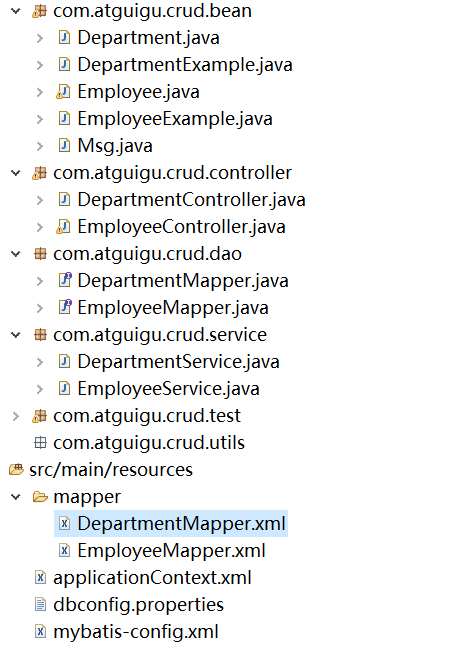 com.atguigu.crud.bean
Department.java
DepartmentExample.java
Employee.java
EmployeeExample.java
Msg.java
com.atguigu.crud.controller
DepartmentController.java
EmployeeController.java
com.atguigu.crud.dao
DepartmentMapper.java
EmployeeMapper.java
com.atguigu.crud.service
DepartmentService.java
EmployeeService.java
com.atguigu.crud.test
com.atguigu.crud.utils
src/main/resources
mapper
DepartmentMapper.xml
EmployeeMapper.xml
applicationContext.xml
dbconfig.properties
mybatis-config.xml